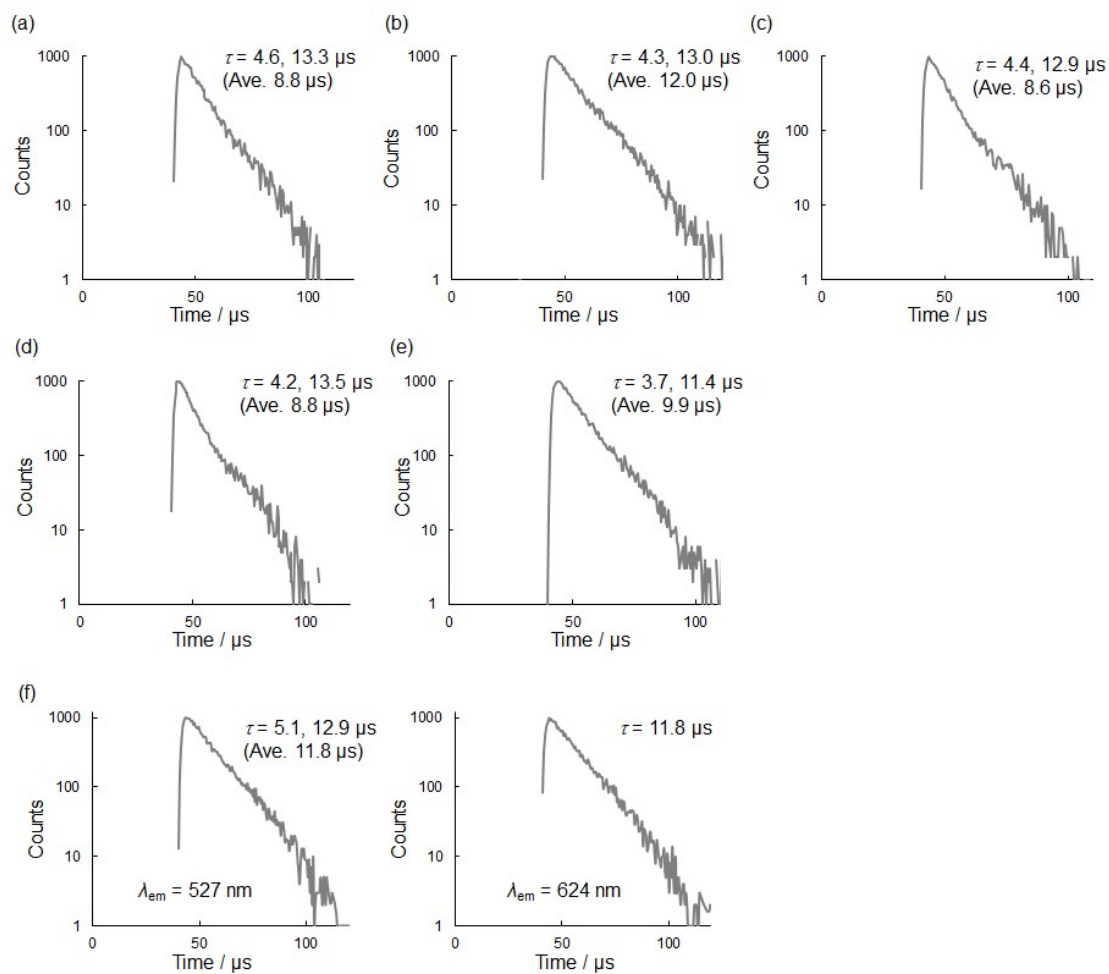 (a)
τ = 4.6, 13.3 µs
(Ave. 8.8 µs)
1000
100
10
1
Counts
0
50
100
Time / µs
(b)
τ = 4.3, 13.0 µs
(Ave. 12.0 µs)
1000
100
10
1
Counts
0
50
100
Time / µs
(c)
τ = 4.4, 12.9 µs
(Ave. 8.6 µs)
1000
100
10
1
Counts
0
50
100
Time / µs
(d)
τ = 4.2, 13.5 µs
(Ave. 8.8 µs)
1000
100
10
1
Counts
0
50
100
Time / µs
(e)
τ = 3.7, 11.4 µs
(Ave. 9.9 µs)
1000
100
10
1
Counts
0
50
100
Time / µs
(f)
τ = 5.1, 12.9 µs
(Ave. 11.8 µs)
1000
100
10
1
Counts
λem = 527 nm
0
50
100
Time / µs
τ = 11.8 µs
1000
100
10
1
Counts
λem = 624 nm
0
50
100
Time / µs